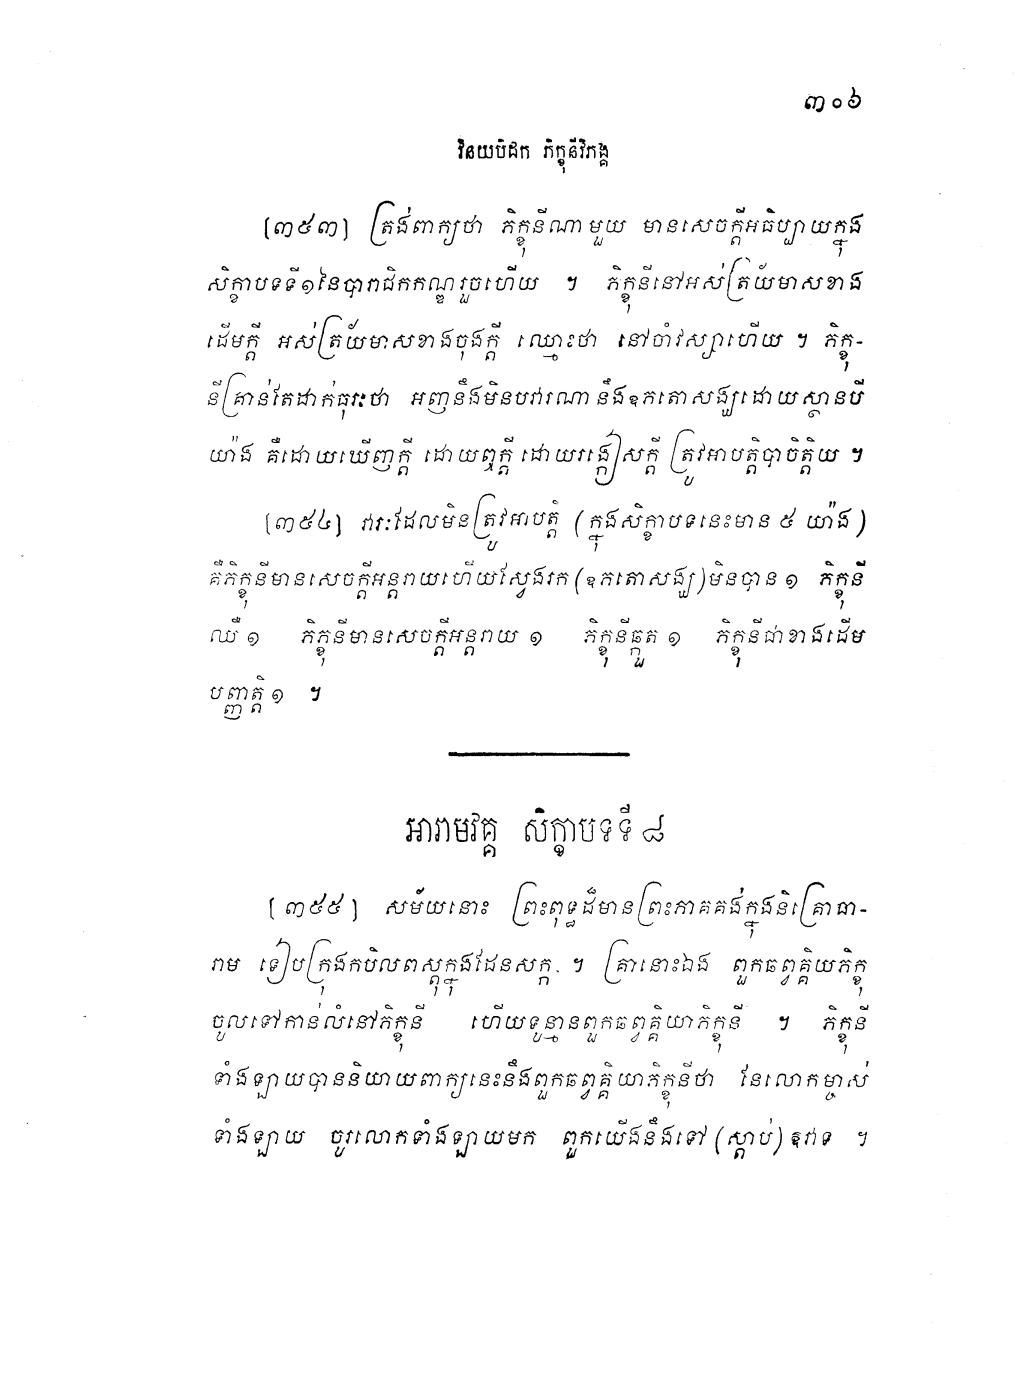 ៣០៦
វិនយបិដក ភិក្ខុនីវិភង្គ
[៣៥៣] ត្រង់ពាក្យថា ភិក្ខុនីណាមួយ មានសេចក្តីអធិប្បាយក្នុង
សិក្ខាបទទី១នៃបារាជិកកណ្ឌរួចហើយ ។ ភិក្ខុនីនៅអស់ត្រៃមាសខាង
ដើមក្តី អស់ត្រៃមាសខាងចុងក្តី ឈ្មោះថា នៅចាំវស្សាហើយ ។ ភិក្ខុ-
នីគ្រាន់តែដាក់ធុរៈថា អញនឹងមិនបវារណានឹងឧភតោសង្ឃដោយស្ថានបី
យ៉ាង គឺដោយឃើញក្តី ដោយឮក្តី ដោយរង្កៀសក្តី ត្រូវអាបត្តិបាចិត្តិយ ។
[៣៥៤] វារៈដែលមិនត្រូវអាបត្តិ (ក្នុងសិក្ខាបទនេះមាន ៥ យ៉ាង)
គឺភិក្ខុនីមានសេចក្តីអន្តរាយហើយស្វែងរក(ឧភតោសង្ឃ)មិនបាន ១ ភិក្ខុនី
ឈឺ ១ ភិក្ខុនីមានសេចក្តីអន្តរាយ ១ ភិក្ខុនីឆ្កួត ១ ភិក្ខុនីជាខាងដើម
បញ្ញត្តិ ១ ។
អារាមវគ្គ សិក្ខាបទទី ៨
[៣៥៥] សម័យនោះ ព្រះពុទ្ធដ៏មានព្រះភាគគង់ក្នុងនិគ្រោធា-
រាម ទៀបក្រុងកបិលពស្តុក្នុងដែនសក្ក ។ គ្រានោះឯង ពួកឆព្វគ្គិយភិក្ខុ
ចូលទៅកាន់លំនៅភិក្ខុនី ហើយទូន្មានពួកឆព្វគ្គិយាភិក្ខុនី ។ ភិក្ខុនី
ទាំងឡាយបាននិយាយពាក្យនេះនឹងពួកឆព្វគ្គិយាភិក្ខុនីថា នែលោកម្ចាស់
ទាំងឡាយ ចូរលោកទាំងឡាយមក ពួកយើងនឹងទៅ(ស្តាប់)ឱវាទ ។